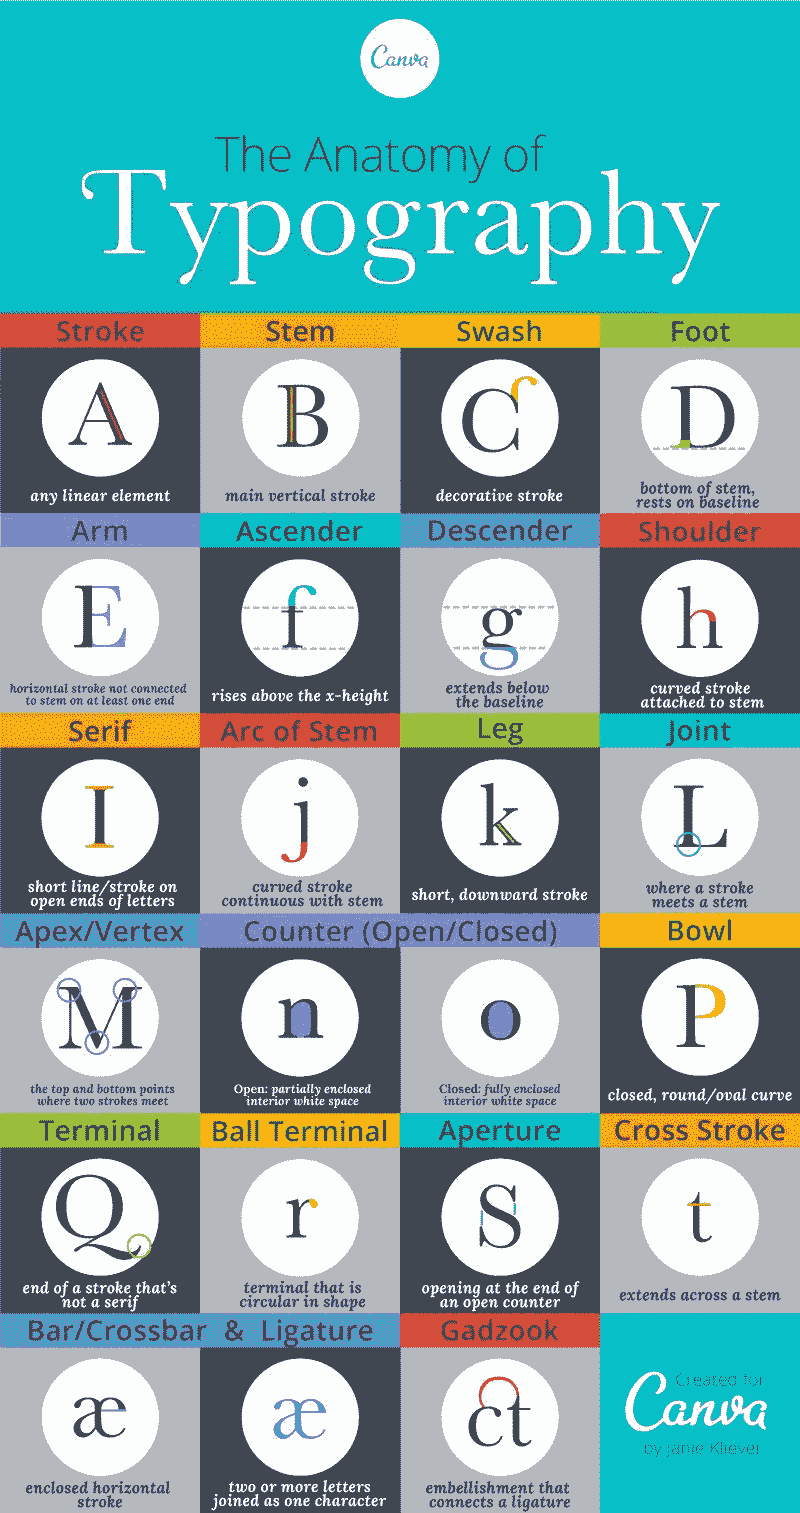 Canva
The Anatomy of
Typography
Stroke
A
any linear element
Stem
B
main vertical stroke
Swash
C
decorative stroke
Foot
D
bottom of stem,
rests on baseline
Arm
E
horizontal stroke not connected
to stem on at least one end
Ascender
f
rises above the x-height
Descender
g
extends below
the baseline
Shoulder
h
curved stroke
attached to stem
Serif
I
short line/stroke on
open ends of letters
Arc of Stem
j
curved stroke
continuous with stem
Leg
k
short, downward stroke
Joint
L
where a stroke
meets a stem
Apex/Vertex
M
the top and bottom points
where two strokes meet
Counter (Open/Closed)
n
Open: partially enclosed
interior white space
o
Closed: fully enclosed
interior white space
Bowl
P
closed, round/oval curve
Terminal
Q
end of a stroke that's
not a serif
Ball Terminal
r
terminal that is
circular in shape
Aperture
S
opening at the end of
an open counter
Cross Stroke
t
extends across a stem
Bar/Crossbar & Ligature
æ
enclosed horizontal
stroke
æ
two or more letters
joined as one character
Gadzook
ct
embellishment that
connects a ligature
Created for
Canva
by Janie Kliever